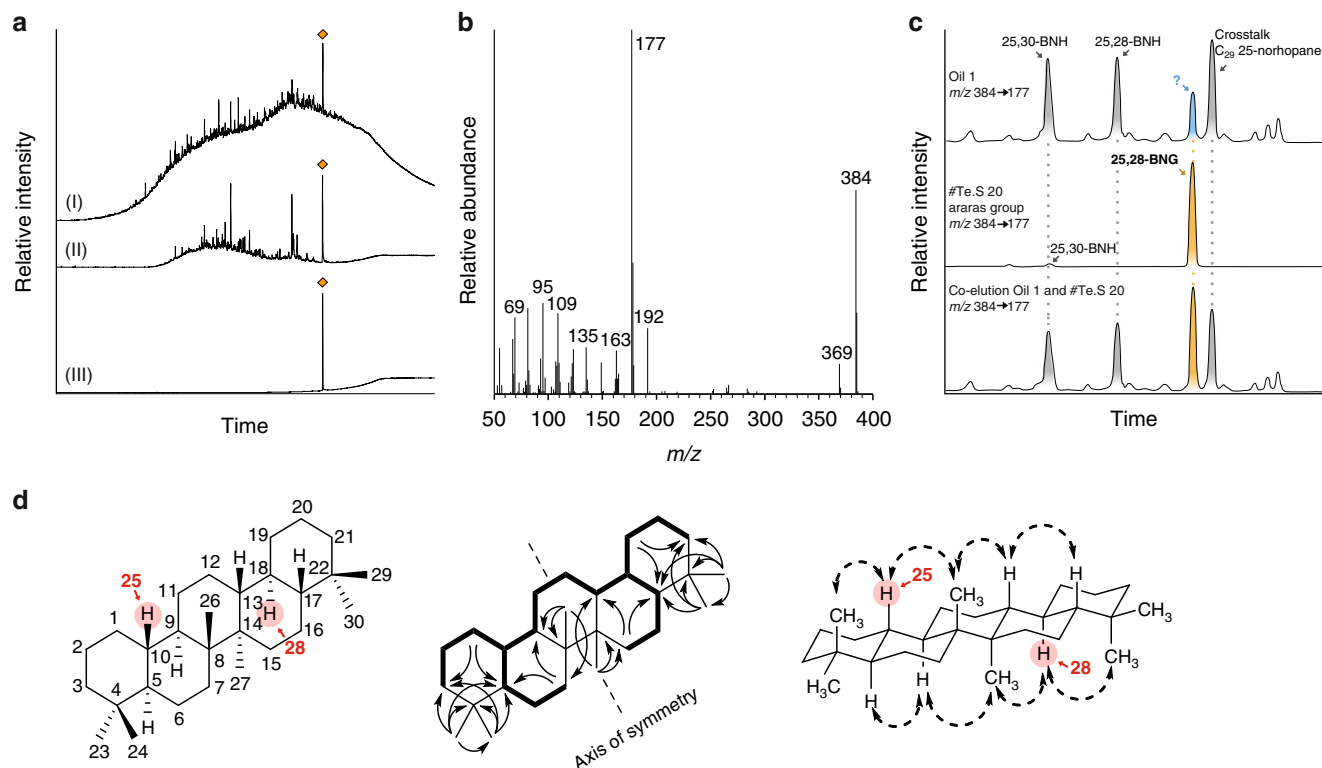 a
Relative intensity
(I)
(II)
(III)
Time
b
Relative abundance
177
384
95
69
109
135
163
192
369
50
100
150
200
250
300
350
400
m/z
c
Relative intensity
25,30-BNH
25,28-BNH
Crosstalk
C29 25-norhopane
Oil 1
m/z 384→177
?
25,28-BNG
#Te.S 20
araras group
m/z 384→177
25,30-BNH
Co-elution Oil 1 and #Te.S 20
m/z 384→177
Time
d
20
19
21
12
H
18
H
22
29
25
11
13
17
H
26
H
30
1
9
14
16
2
10
8
28
15
H
3
5
7
27
4
H
6
23
24
Axis of symmetry
25
H
H
H
CH3
CH3
CH3
H
28
CH3
H3C
H
H
CH3